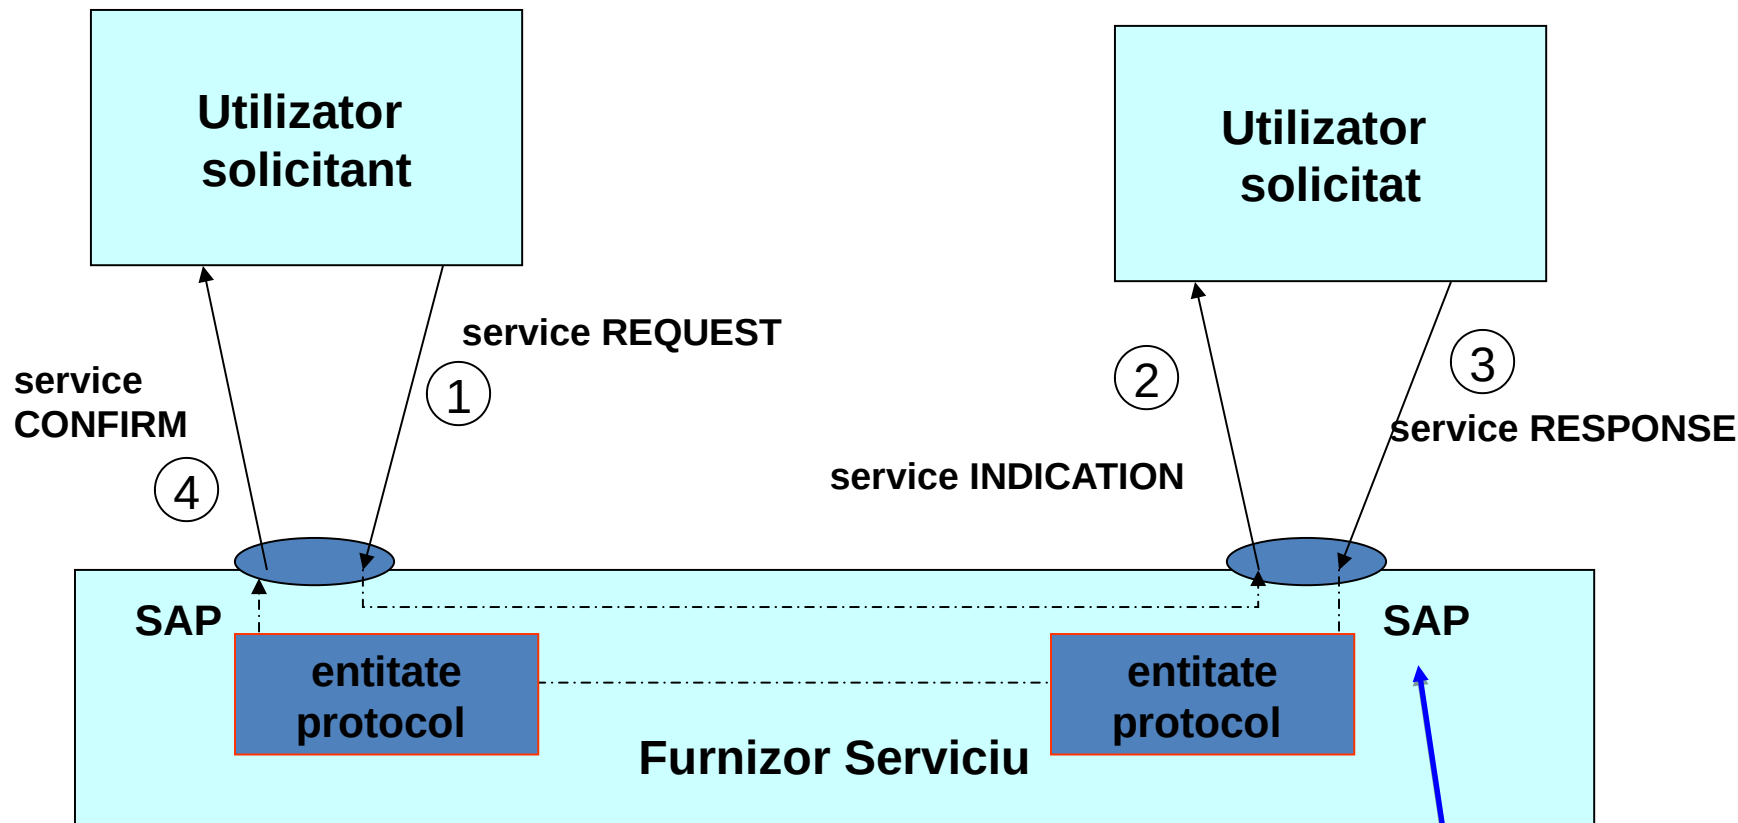 Utilizator
solicitant
Utilizator
solicitat
service REQUEST
1
service
CONFIRM
4
2
3
service RESPONSE
service INDICATION
SAP
SAP
entitate
protocol
entitate
protocol
Furnizor Serviciu